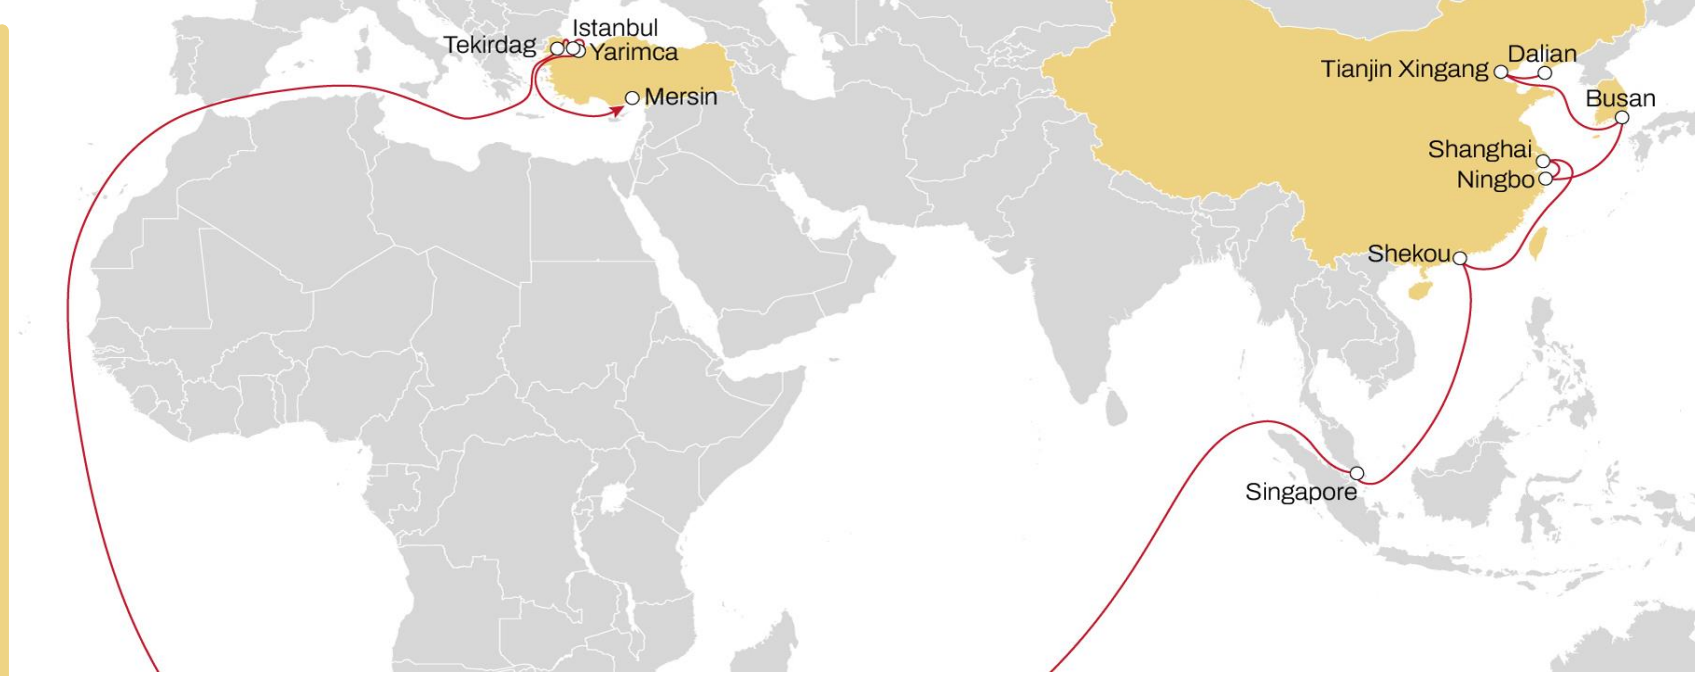 Istanbul
Tekirdag
Yarimca
Mersin
Dalian
Tianjin Xingang
Busan
Shanghai
Ningbo
Shekou
Singapore